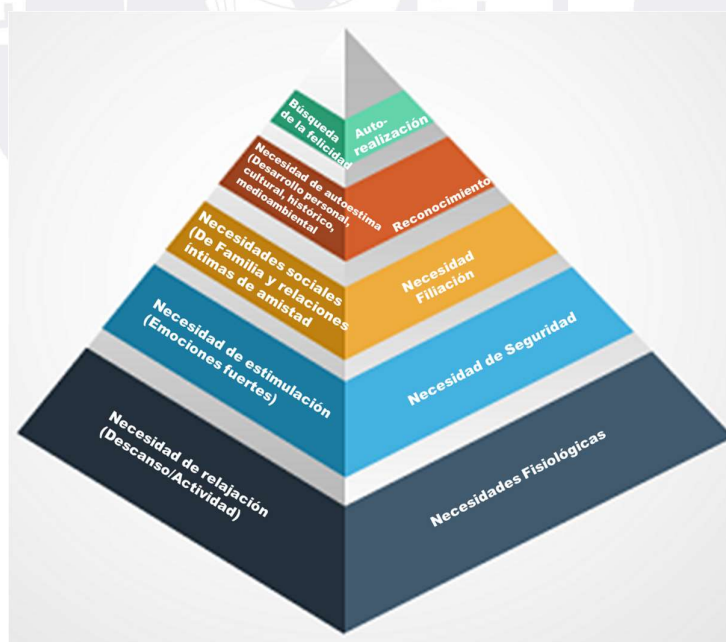 Búsqueda
de la felicidad
Auto-
realización
Necesidad de autoestima
(Desarrollo personal,
cultural, histórico,
medioambiental
Reconocimiento
Necesidades sociales
(De Familia y relaciones
íntimas de amistad
Necesidad
Filiación
Necesidad de estimulación
(Emociones fuertes)
Necesidad de Seguridad
Necesidad de relajación
(Descanso/Actividad)
Necesidades Fisiológicas